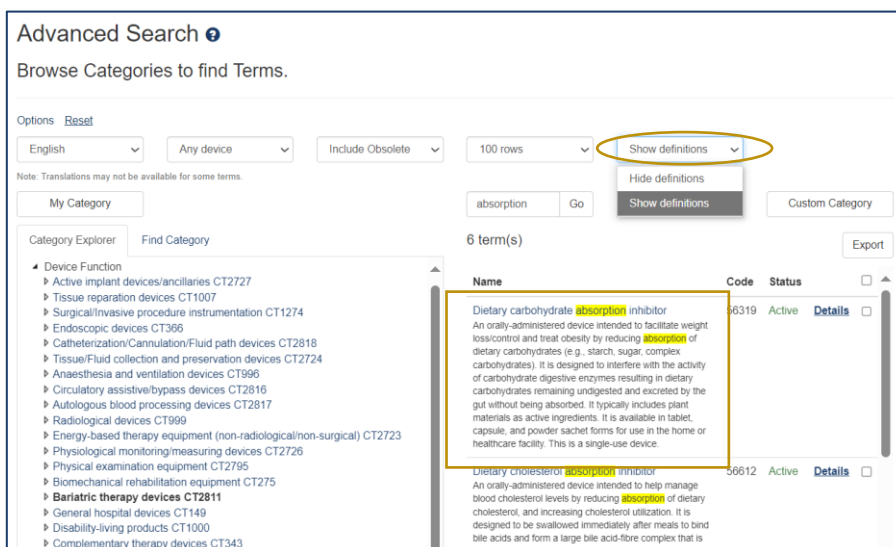 Advanced Search ?
Browse Categories to find Terms.
Options Reset
English Any device Include Obsolete 100 rows Show definitions
Note: Translations may not be available for some terms.
Hide definitions
Show definitions
My Category absorption Go Custom Category
Category Explorer Find Category
6 term(s) Export
Device Function
Active implant devices/ancillaries CT2727
Tissue reparation devices CT1007
Surgical/Invasive procedure instrumentation CT1274
Endoscopic devices CT366
Catheterization/Cannulation/Fluid path devices CT2818
Tissue/Fluid collection and preservation devices CT2724
Anaesthesia and ventilation devices CT996
Circulatory assistive/bypass devices CT2816
Autologous blood processing devices CT2817
Radiological devices CT999
Energy-based therapy equipment (non-radiological/non-surgical) CT2723
Physiological monitoring/measuring devices CT2726
Physical examination equipment CT2795
Biomechanical rehabilitation equipment CT275
Bariatric therapy devices CT2811
General hospital devices CT149
Disability-living products CT1000
Complementary therapy devices CT343
Name Code Status
Dietary carbohydrate absorption inhibitor 56319 Active Details
An orally-administered device intended to facilitate weight
loss/control and treat obesity by reducing absorption of
dietary carbohydrates (e.g., starch, sugar, complex
carbohydrates). It is designed to interfere with the activity
of carbohydrate digestive enzymes resulting in dietary
carbohydrates remaining undigested and excreted by the
gut without being absorbed. It typically includes plant
materials as active ingredients. It is available in tablet,
capsule, and powder sachet forms for use in the home or
healthcare facility. This is a single-use device.
Dietary cholesterol absorption inhibitor 56612 Active Details
An orally-administered device intended to help manage
blood cholesterol levels by reducing absorption of dietary
cholesterol, and increasing cholesterol utilization. It is
designed to be swallowed immediately after meals to bind
bile acids and form a large bile acid-fibre complex that is